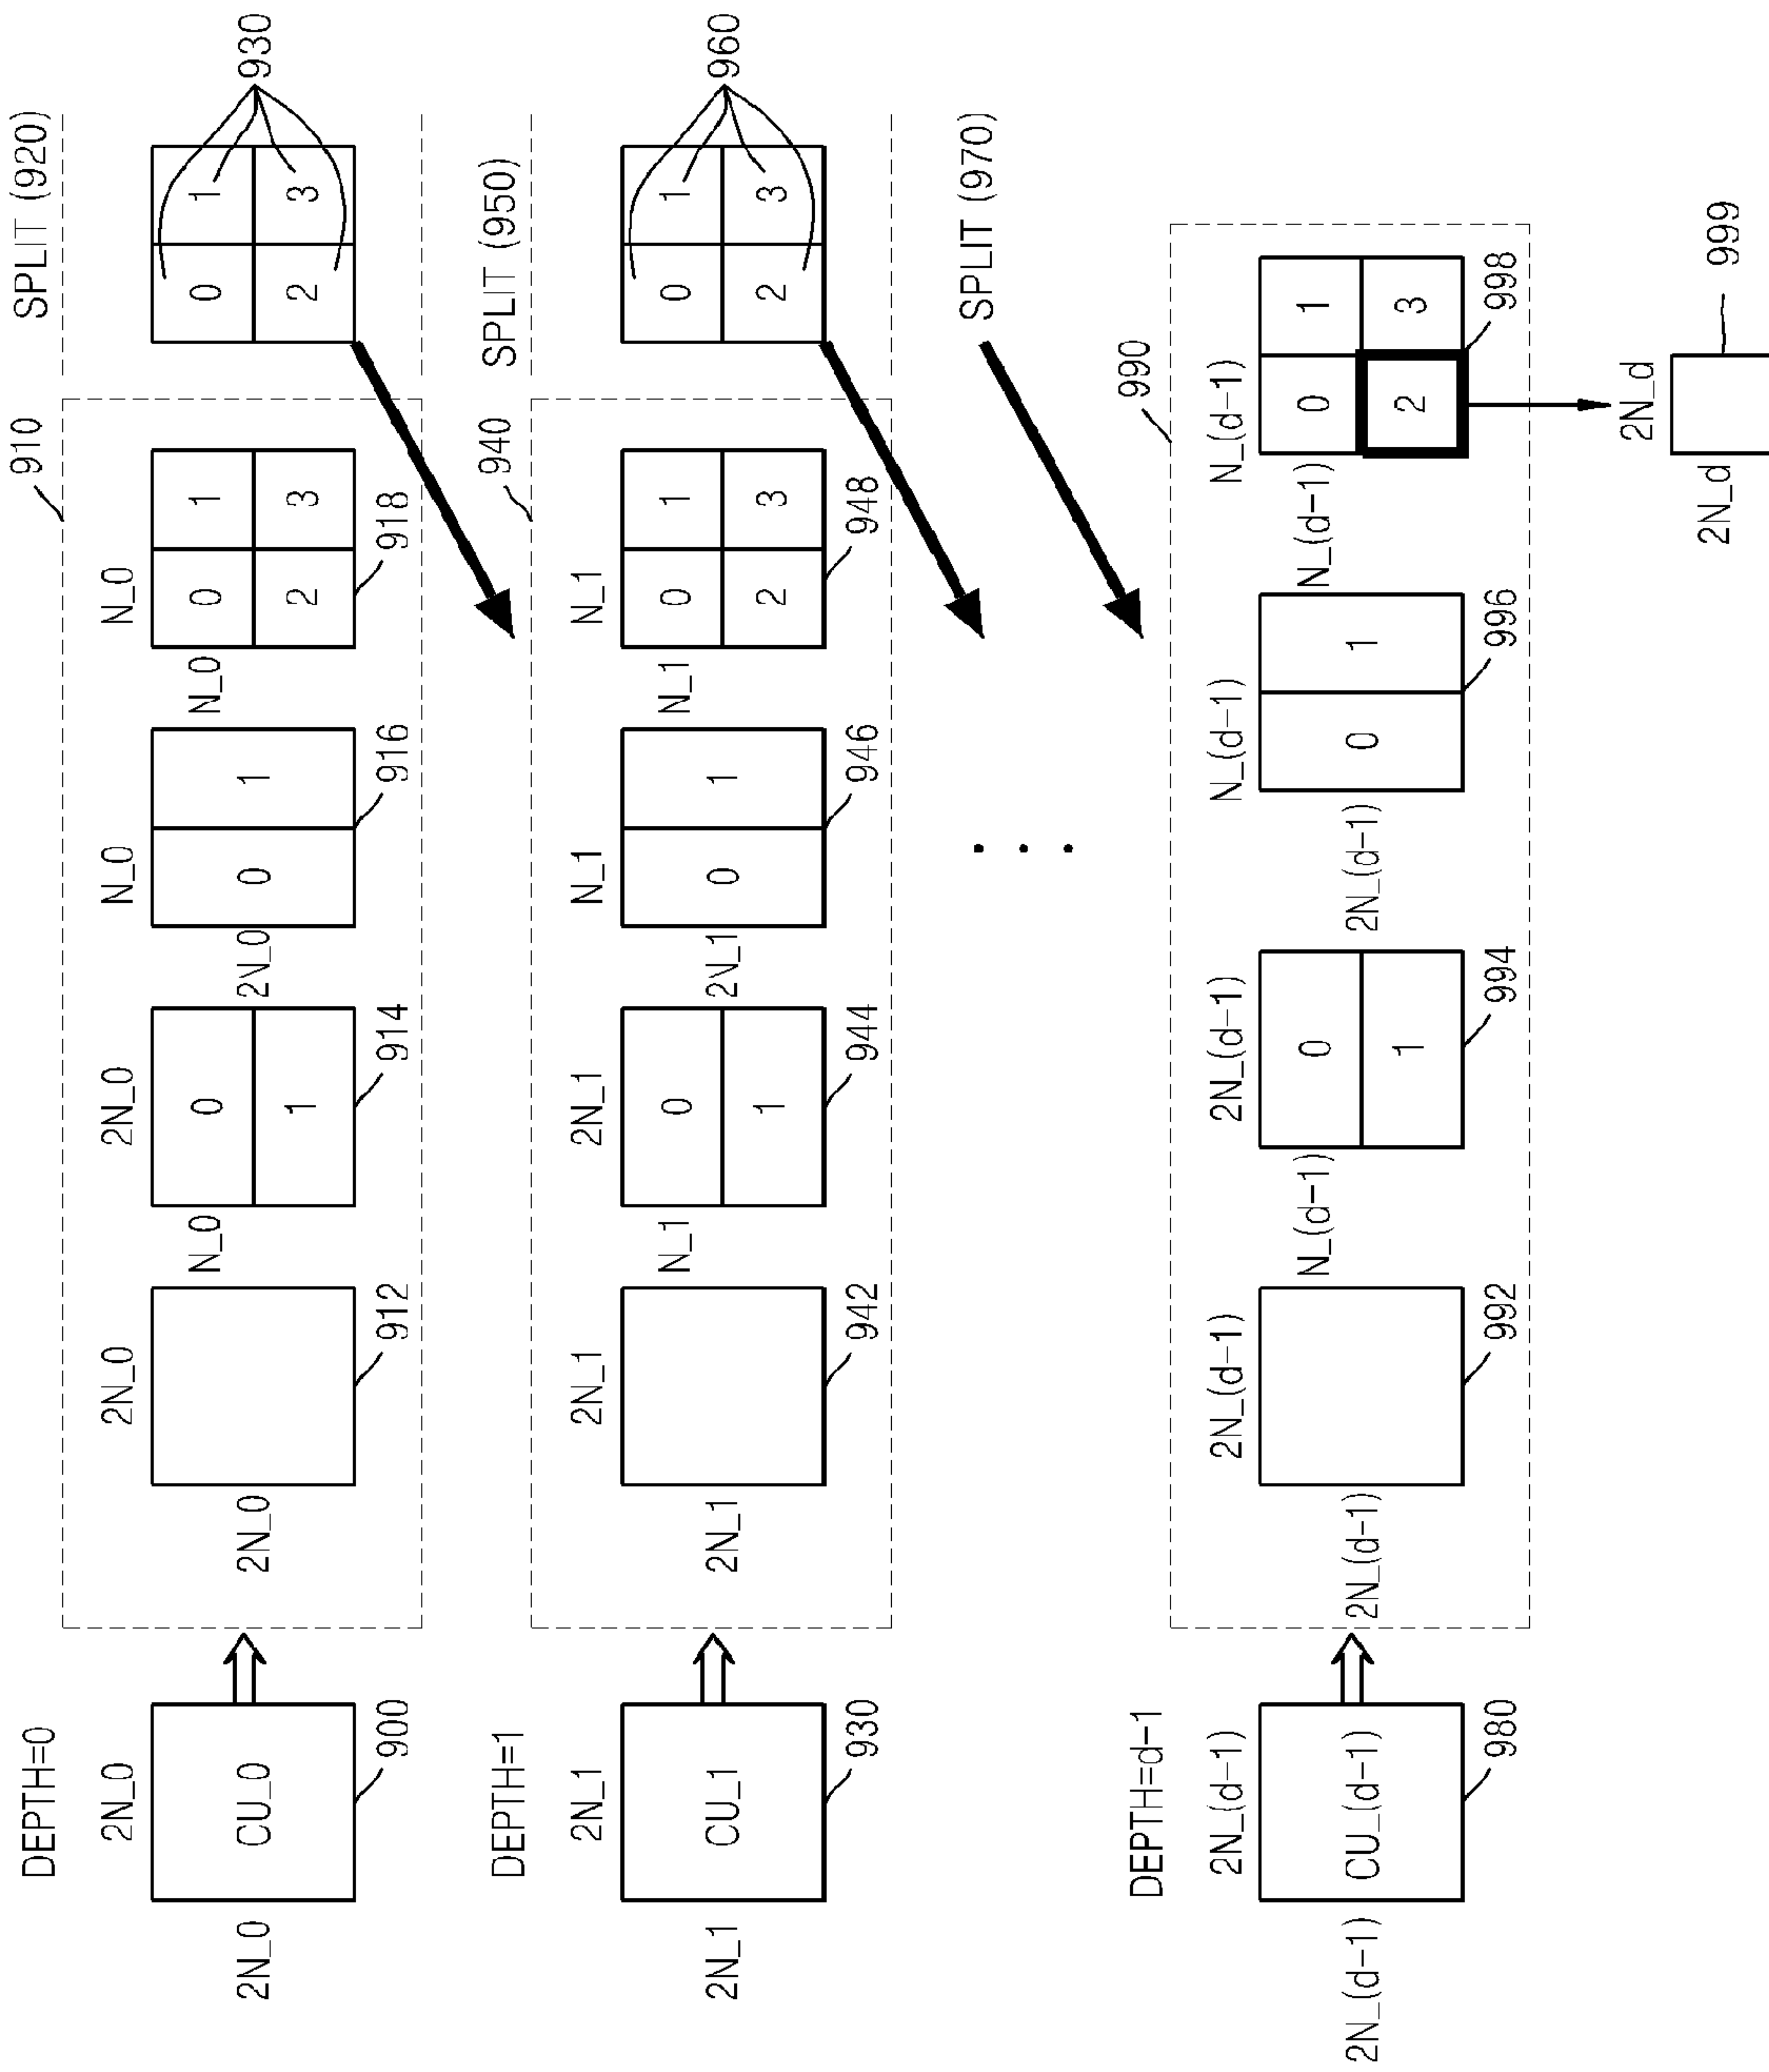 DEPTH=0
2N_0
2N_0
CU_0
900
910
2N_0
2N_0
912
2N_0
N_0
0
1
914
N_0
2N_0
0
1
916
N_0
N_0
0
1
2
3
918
SPLIT (920)
0
1
2
3
930
DEPTH=1
2N_1
2N_1
CU_1
930
940
2N_1
2N_1
942
2N_1
N_1
0
1
944
N_1
2N_1
0
1
946
N_1
N_1
0
1
2
3
948
SPLIT (950)
0
1
2
3
960
SPLIT (970)
. . .
DEPTH=d-1
2N_(d-1)
2N_(d-1)
CU_(d-1)
980
990
2N_(d-1)
2N_(d-1)
992
2N_(d-1)
N_(d-1)
0
1
994
N_(d-1)
2N_(d-1)
0
1
996
N_(d-1)
N_(d-1)
0
1
2
3
998
2N_d
2N_d
999